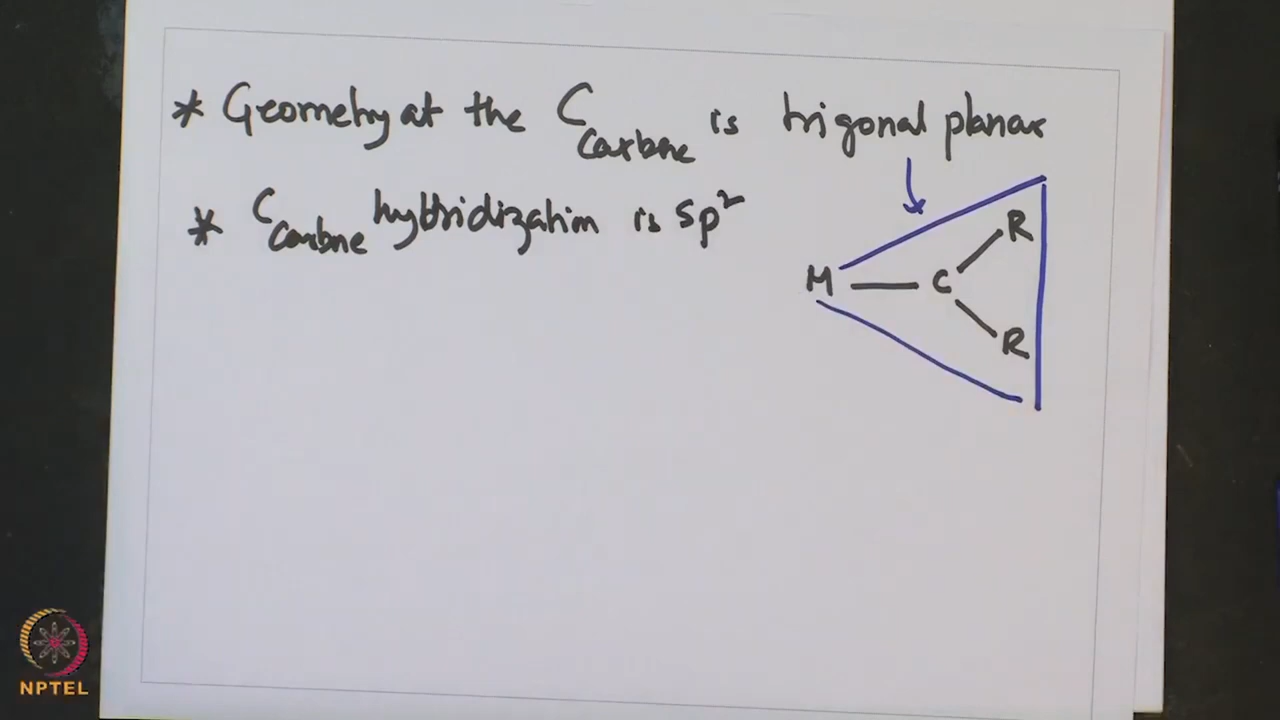 * Geometry at the C carbene is trigonal planar
* C carbene hybridization is sp²
R
M — C
R
NPTEL